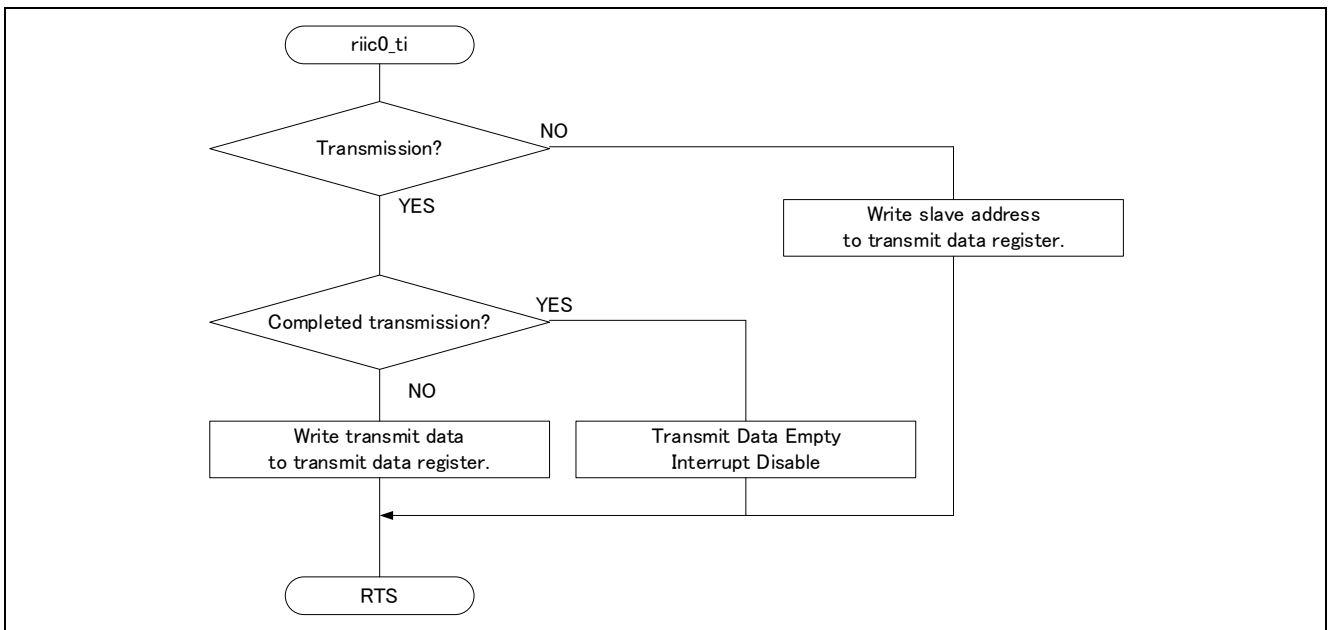 riic0_ti
Transmission?
NO
YES
Write slave address
to transmit data register.
Completed transmission?
YES
NO
Write transmit data
to transmit data register.
Transmit Data Empty
Interrupt Disable
RTS